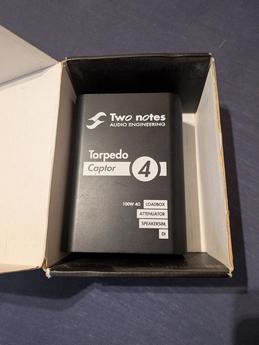 Two notes
AUDIO ENGINEERING
Torpedo
Captor
4
100W 4Ω
LOADBOX
ATTENUATOR
SPEAKERSIM.
DI